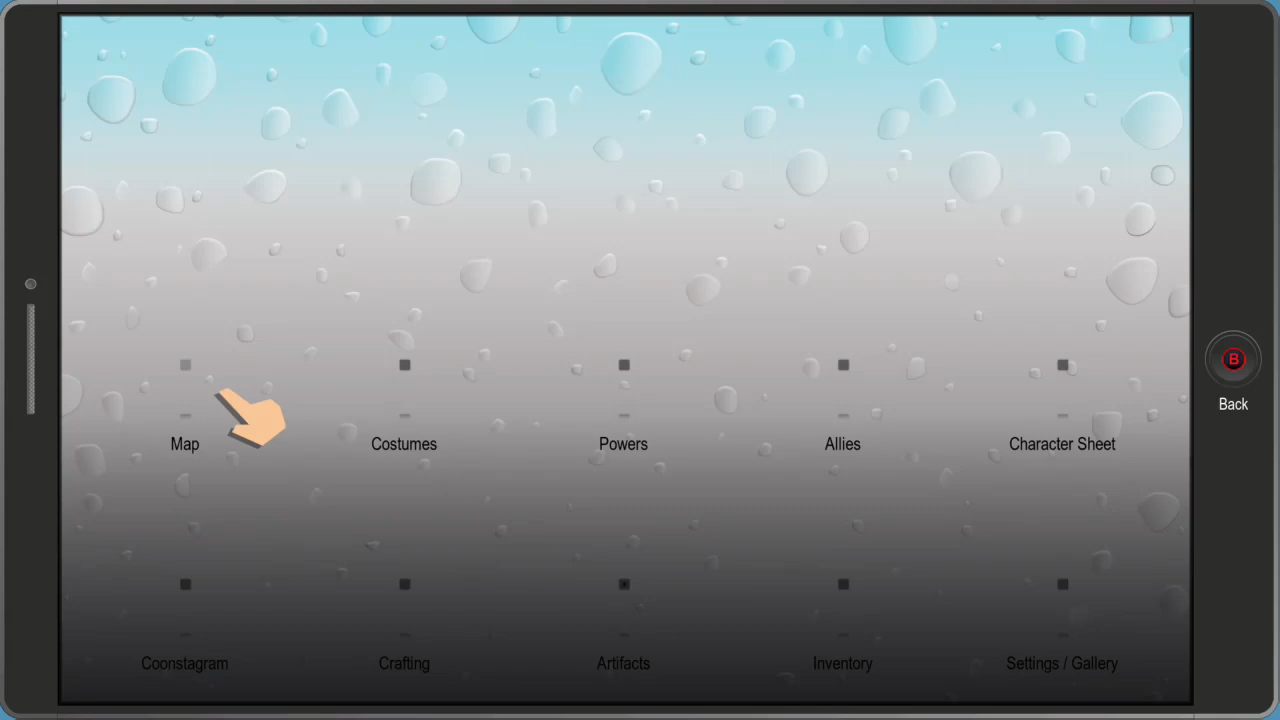 B
Back
Map
Costumes
Powers
Allies
Character Sheet
Coonstagram
Crafting
Artifacts
Inventory
Settings / Gallery